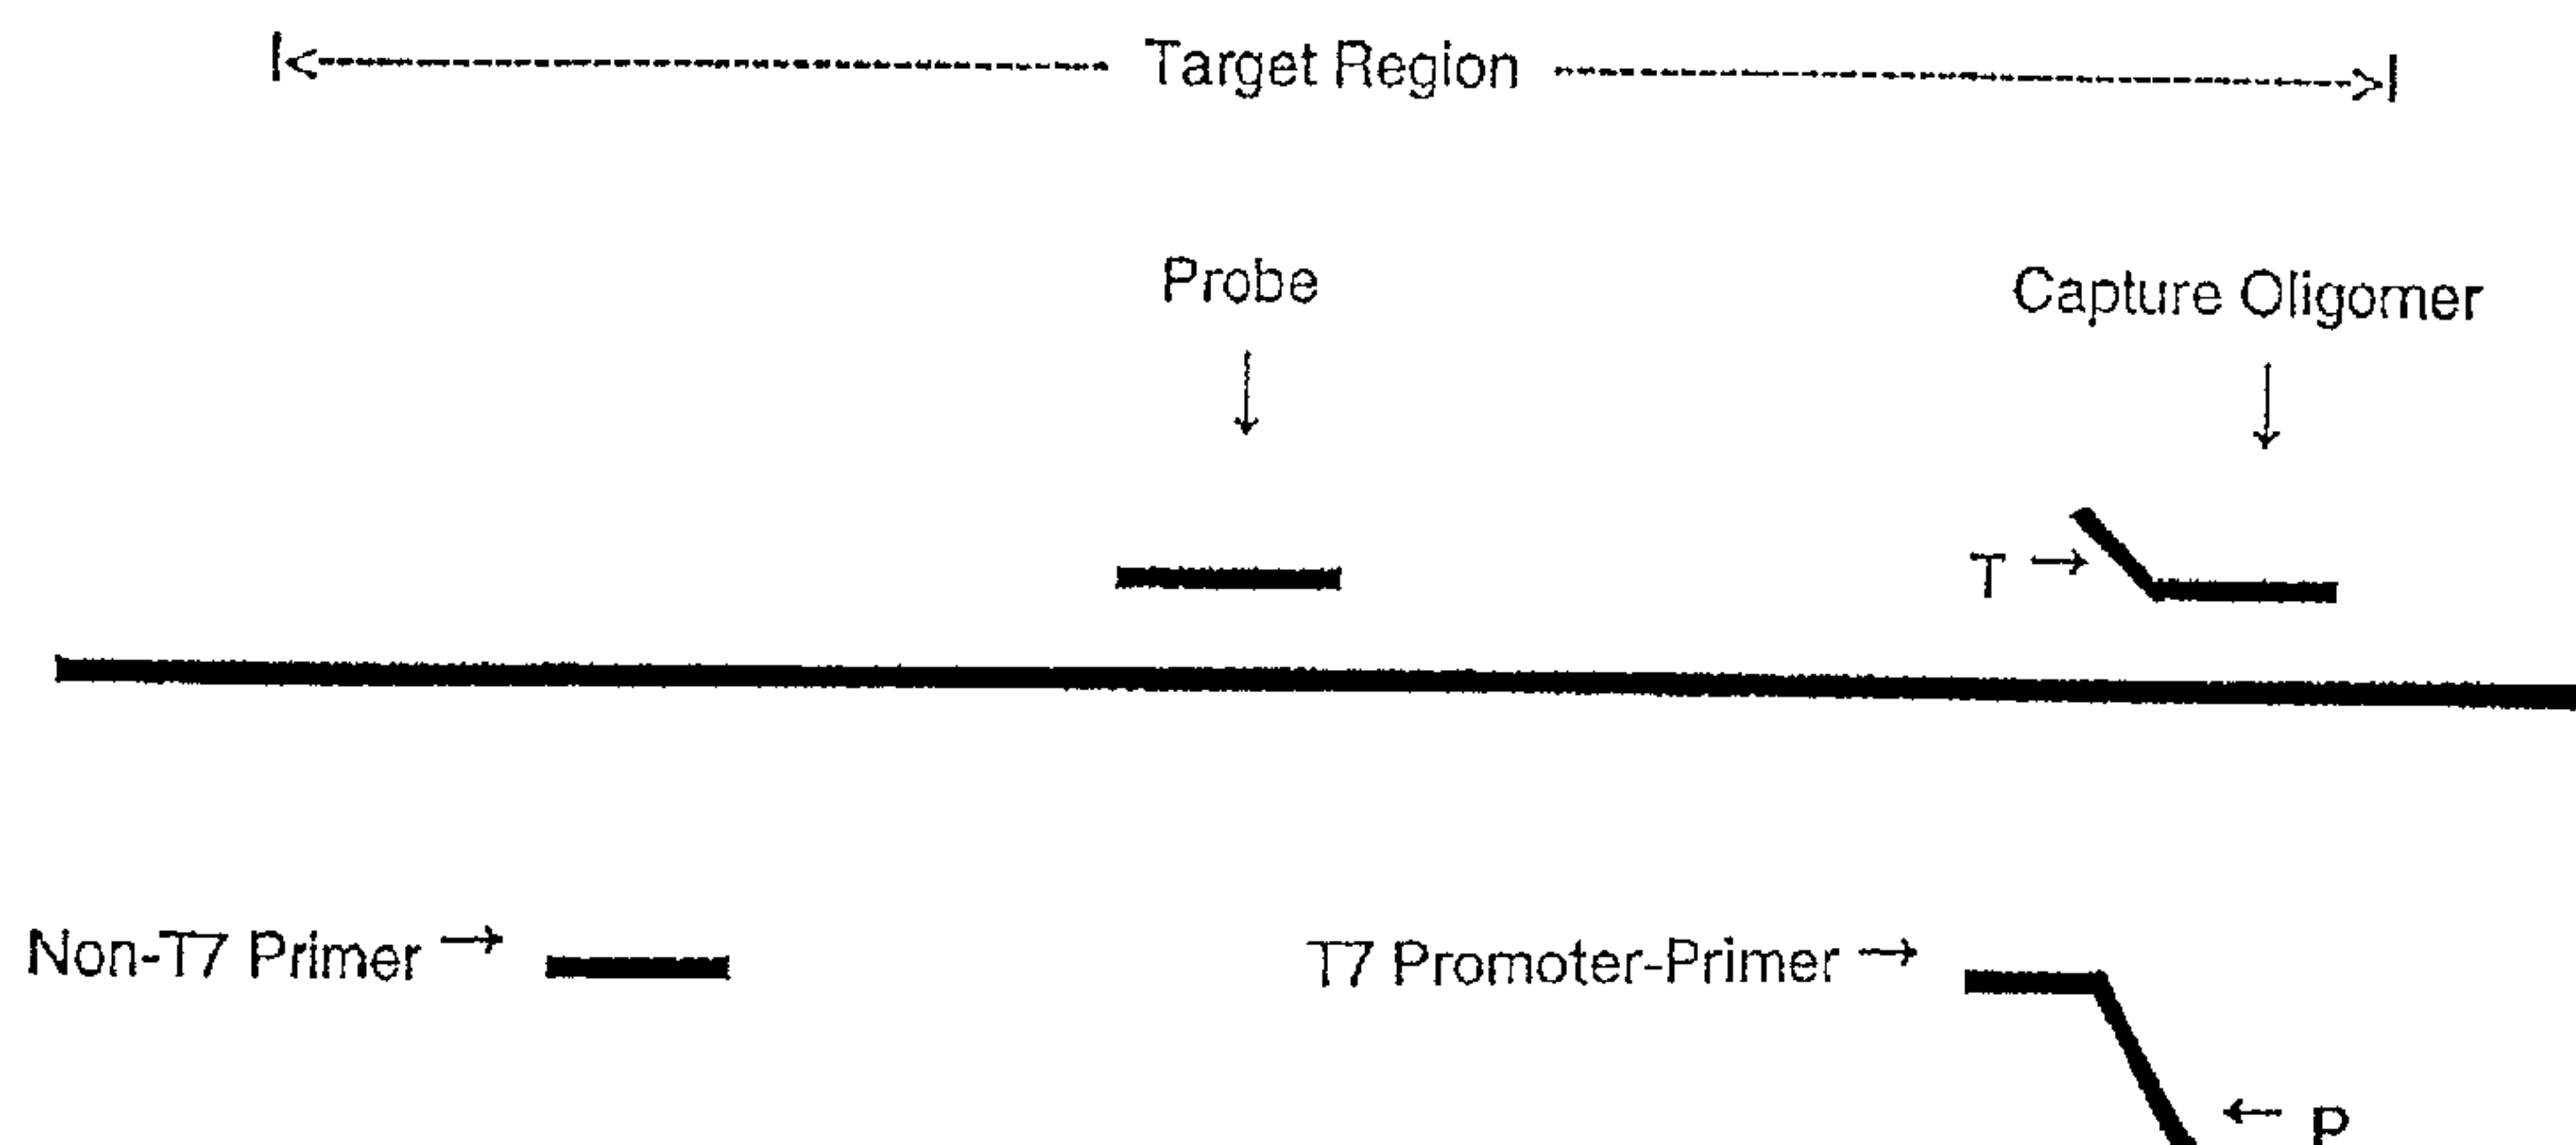 Target Region
Probe
Capture Oligomer
T
Non-T7 Primer
T7 Promoter-Primer
P